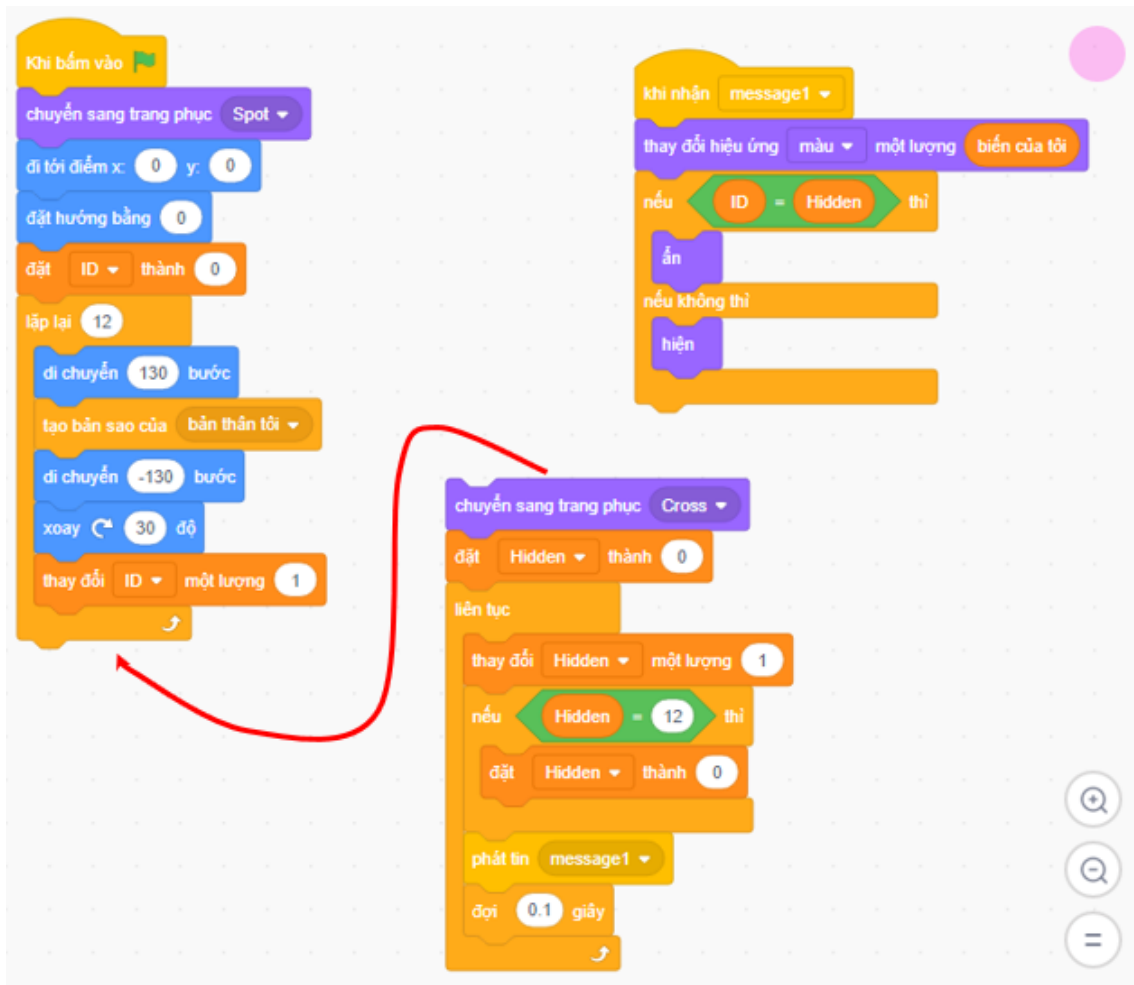 Khi bấm vào
chuyển sang trang phục Spot
đi tới điểm x: 0 y: 0
đặt hướng bằng 0
đặt ID thành 0
lặp lại 12
di chuyển 130 bước
tạo bản sao của bản thân tôi
di chuyển -130 bước
xoay 30 độ
thay đổi ID một lượng 1
khi nhận message1
thay đổi hiệu ứng màu một lượng biến của tôi
nếu ID = Hidden thì
ẩn
nếu không thì
hiện
chuyển sang trang phục Cross
đặt Hidden thành 0
liên tục
thay đổi Hidden một lượng 1
nếu Hidden = 12 thì
đặt Hidden thành 0
phát tin message1
đợi 0.1 giây